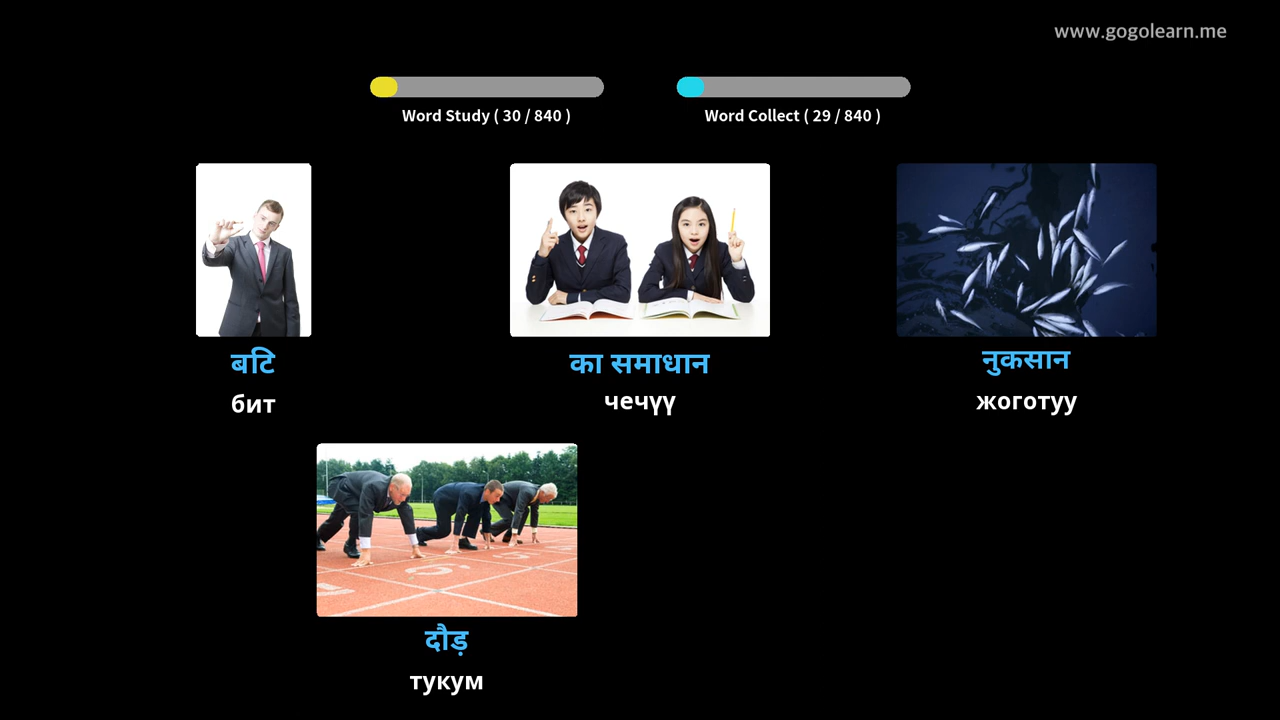 www.gogolearn.me
Word Study ( 30 / 840 )
Word Collect ( 29 / 840 )
बटि
का समाधान
नुकसान
бит
чечүү
жоготуу
दौड़
тукум